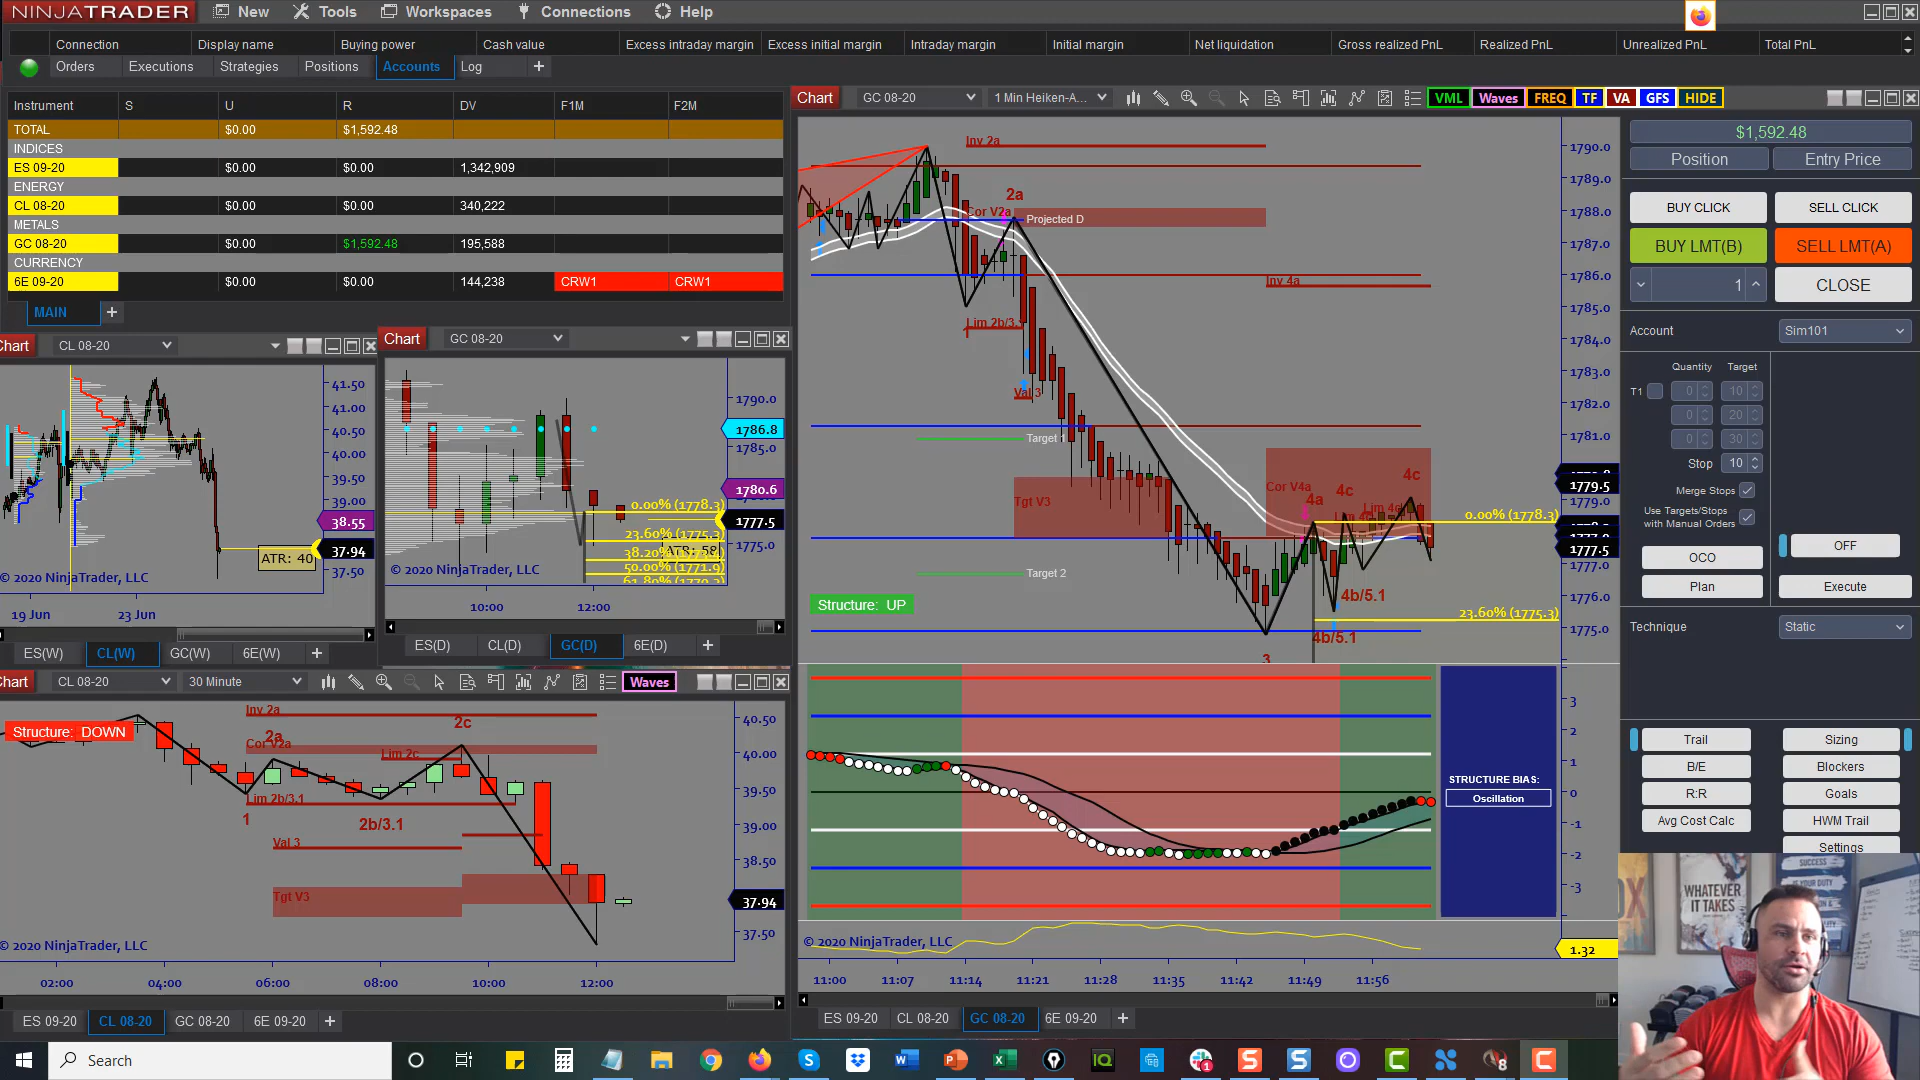 NINJATRADER New Tools Workspaces Connections Help
Connection Display name Buying power Cash value Excess intraday margin Excess initial margin Intraday margin Initial margin Net liquidation Gross realized PnL Realized PnL Unrealized PnL Total PnL
Orders Executions Strategies Positions Accounts Log +
Instrument S U R DV F1M F2M
TOTAL $0.00 $1,592.48
INDICES
ES 09-20 $0.00 $0.00 1,342,909
ENERGY
CL 08-20 $0.00 $0.00 340,222
METALS
GC 08-20 $0.00 $1,592.48 195,588
CURRENCY
6E 09-20 $0.00 $0.00 144,238 CRW1 CRW1
MAIN +
Chart CL 08-20
41.50
41.00
40.50
40.00
39.50
39.00
38.55
37.94
37.50
ATR: 40
© 2020 NinjaTrader, LLC
19 Jun 23 Jun
ES(W) CL(W) GC(W) 6E(W) +
Chart GC 08-20
1790.0
1786.8
1785.0
1780.6
1777.5
1775.0
0.00% (1778.3)
23.60% (1775.3)
50.00% (1771.9)
© 2020 NinjaTrader, LLC
10:00 12:00
ES(D) CL(D) GC(D) 6E(D) +
Chart CL 08-20 30 Minute Waves
Structure: DOWN
Inv 2a
2a
Cor V2a
2c
Lim 2c
Lim 2b/3.1
1
2b/3.1
Val 3
Tgt V3
40.50
40.00
39.50
39.00
38.50
37.94
37.50
© 2020 NinjaTrader, LLC
02:00 04:00 06:00 08:00 10:00 12:00
ES 09-20 CL 08-20 GC 08-20 6E 09-20 +
Chart GC 08-20 1 Min Heiken-A... VML Waves FREQ TF VA GFS HIDE
Inv 2a
2a
Cor V2a
Projected D
Inv 4a
Lim 2b/3.
1
Val 3
Target 1
Tgt V3
Target 2
Cor V4a
4a
4c
4c
Lim 4c
4b/5.1
4b/5.1
3
0.00% (1778.3)
23.60% (1775.3)
Structure: UP
1790.0
1789.0
1788.0
1787.0
1786.0
1785.0
1784.0
1783.0
1782.0
1781.0
1779.5
1779.0
1777.5
1777.0
1776.0
1775.0
STRUCTURE BIAS:
Oscillation
3
2
1
0
-1
-2
-3
© 2020 NinjaTrader, LLC
1.32
11:00 11:07 11:14 11:21 11:28 11:35 11:42 11:49 11:56
ES 09-20 CL 08-20 GC 08-20 6E 09-20 +
$1,592.48
Position Entry Price
BUY CLICK SELL CLICK
BUY LMT(B) SELL LMT(A)
1 CLOSE
Account Sim101
Quantity Target
T1 0 10
0 20
0 30
Stop 10
Merge Stops
Use Targets/Stops
with Manual Orders
OCO OFF
Plan Execute
Technique Static
Trail Sizing
B/E Blockers
R:R Goals
Avg Cost Calc HWM Trail
Settings
WHATEVER
IT TAKES
SUCCESS
IS YOUR DUTY
Search